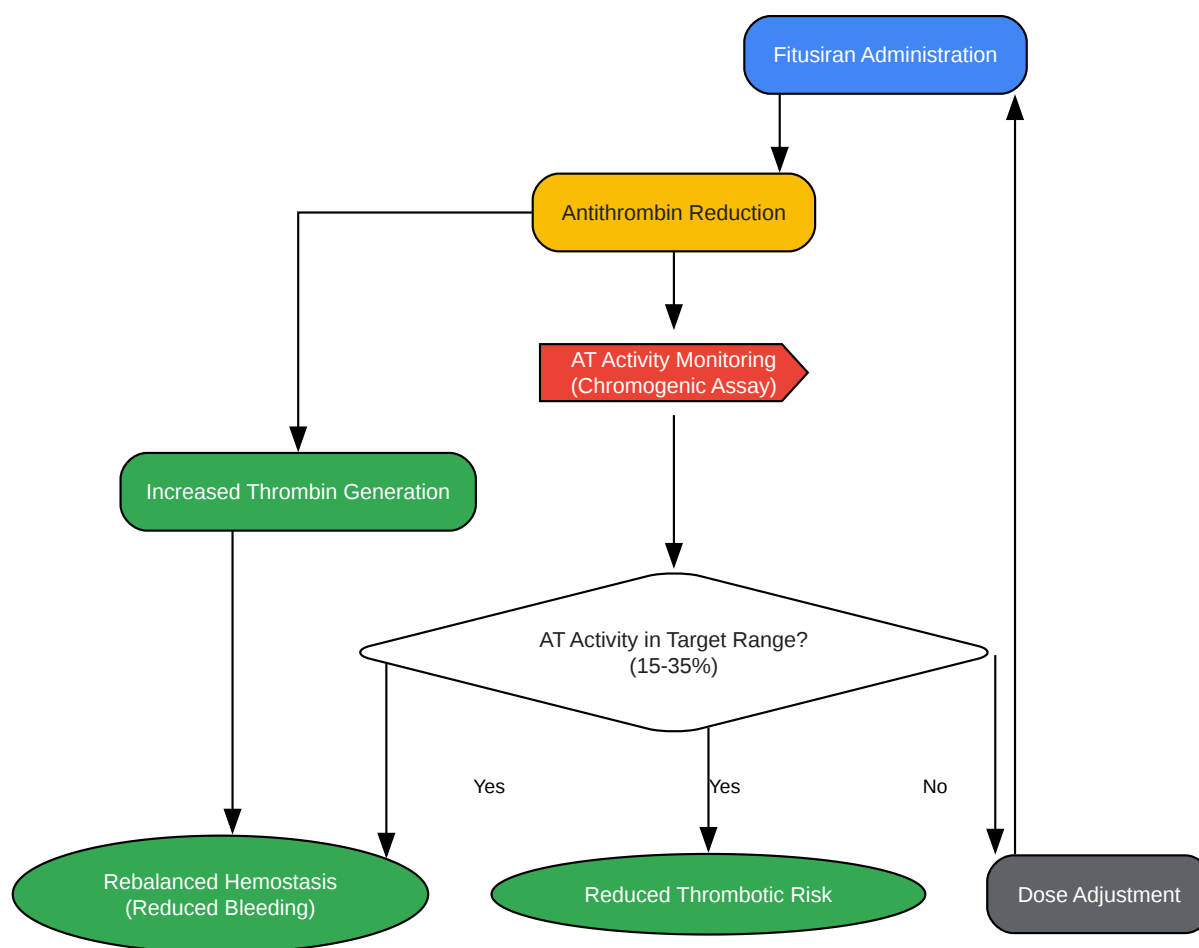 Fitusiran Administration
Antithrombin Reduction
AT Activity Monitoring
(Chromogenic Assay)
Increased Thrombin Generation
AT Activity in Target Range?
(15-35%)
Yes
Yes
No
Rebalanced Hemostasis
(Reduced Bleeding)
Reduced Thrombotic Risk
Dose Adjustment